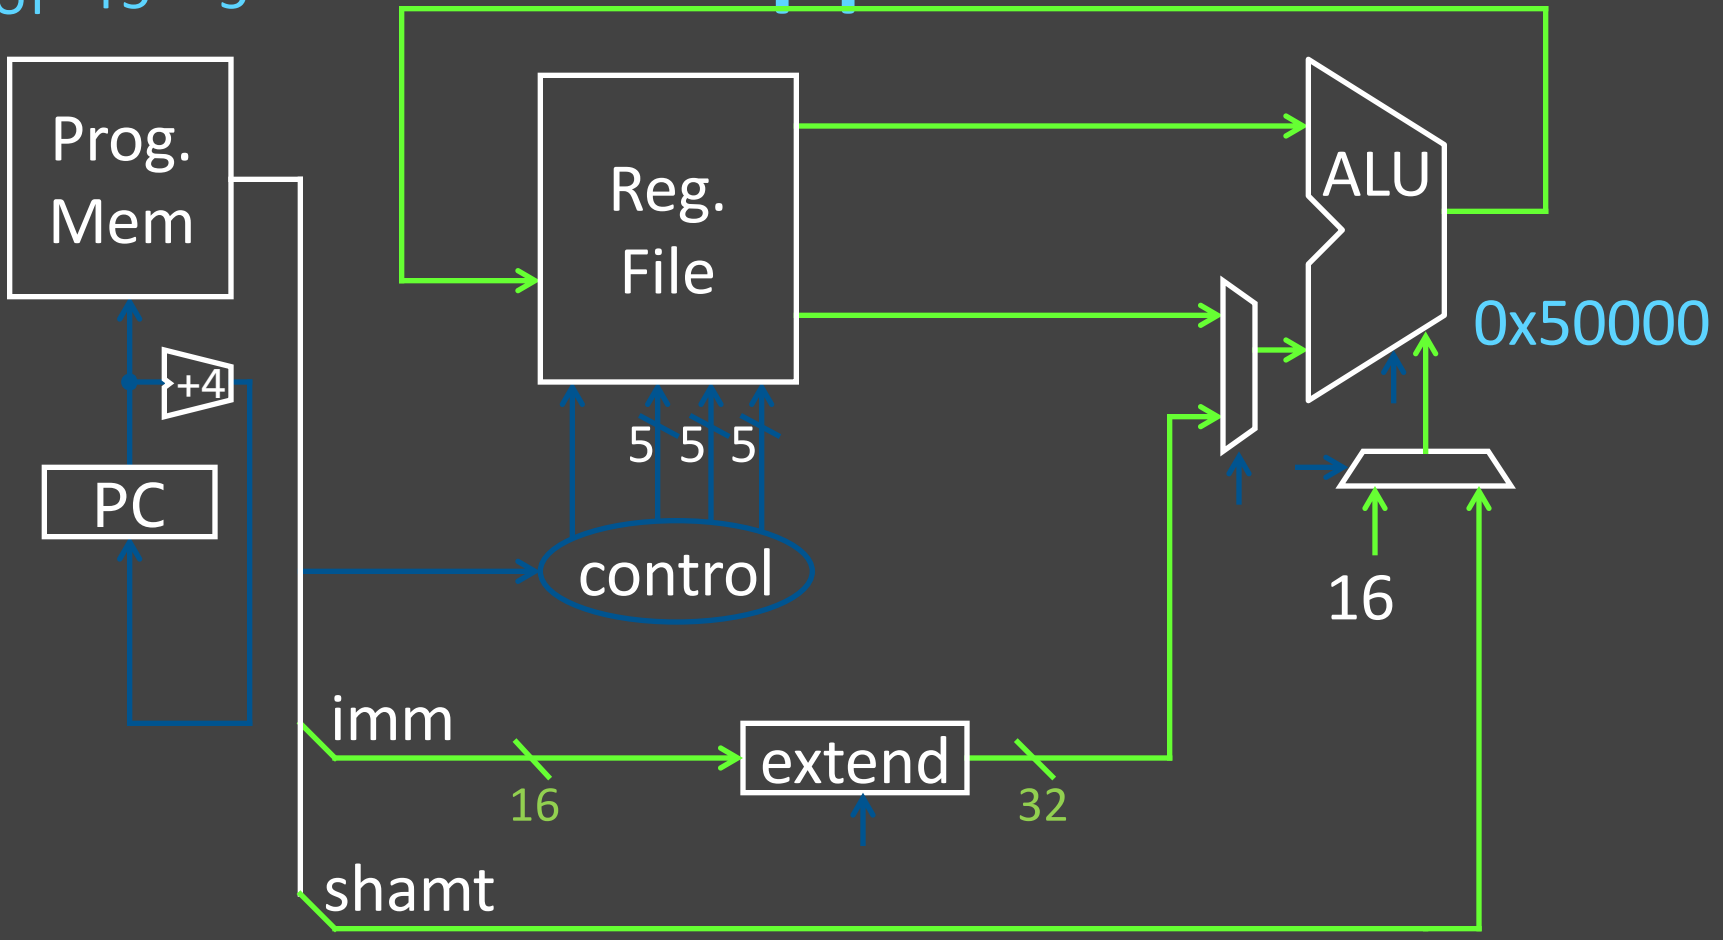 Prog.
Mem
Reg.
File
ALU
0x50000
+4
5 5 5
PC
control
16
imm
16
extend
32
shamt